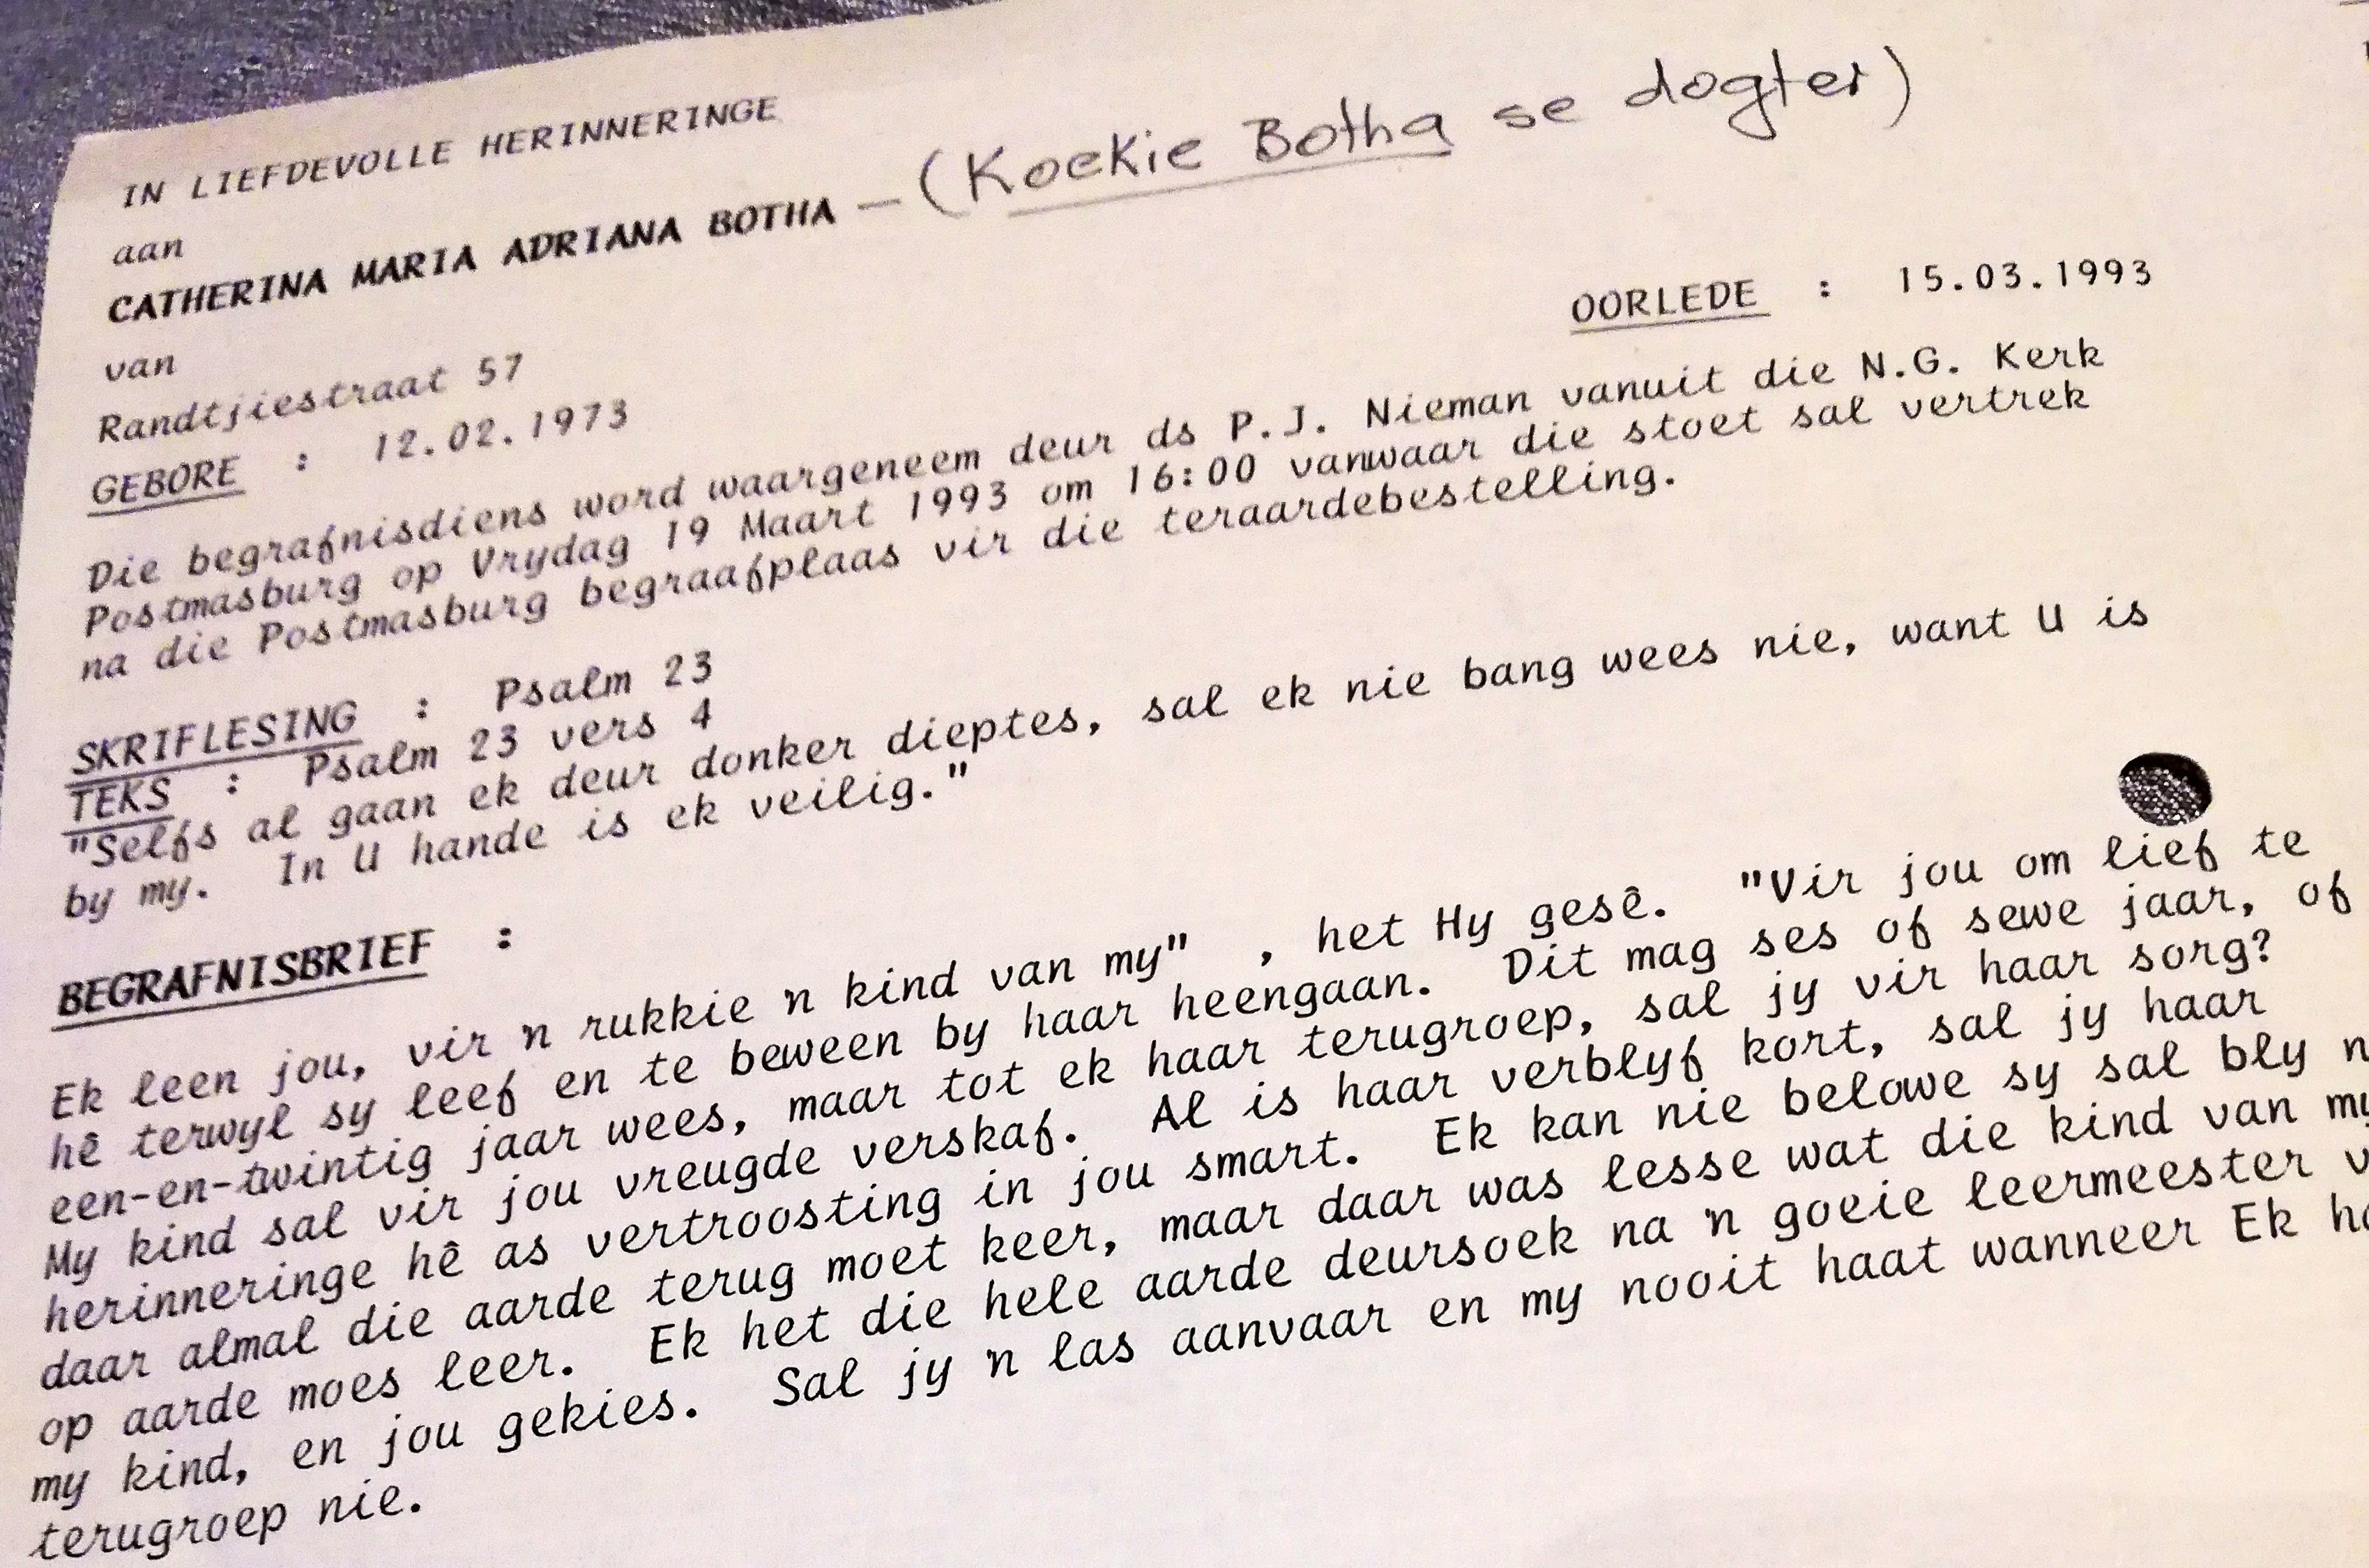 IN LIEFDEVOLLE HERINNERINGE
aan
CATHERINA MARIA ADRIANA BOTHA – (Koekie Botha se dogter)
van
Randtjiestraat 57
GEBORE : 12.02.1973 OORLEDE : 15.03.1993
Die begrafnisdiens word waargeneem deur ds P.J. Nieman vanuit die N.G. Kerk
Postmasburg op Vrydag 19 Maart 1993 om 16:00 vanwaar die stoet sal vertrek
na die Postmasburg begraafplaas vir die teraardebestelling.
SKRIFLESING : Psalm 23
TEKS : Psalm 23 vers 4
"Selfs al gaan ek deur donker dieptes, sal ek nie bang wees nie, want U is
by my. In U hande is ek veilig."
BEGRAFNISBRIEF :
Ek leen jou, vir 'n rukkie 'n kind van my" , het Hy gesê. "Vir jou om lief te
hê terwyl sy leef en te beween by haar heengaan. Dit mag ses of sewe jaar, of
een-en-twintig jaar wees, maar tot ek haar terugroep, sal jy vir haar sorg?
My kind sal vir jou vreugde verskaf. Al is haar verblyf kort, sal jy haar
herinneringe hê as vertroosting in jou smart. Ek kan nie belowe sy sal bly
daar almal die aarde terug moet keer, maar daar was lesse wat die kind van my
op aarde moes leer. Ek het die hele aarde deursoek na 'n goeie leermeester
my kind, en jou gekies. Sal jy 'n las aanvaar en my nooit haat wanneer Ek
terugroep nie.